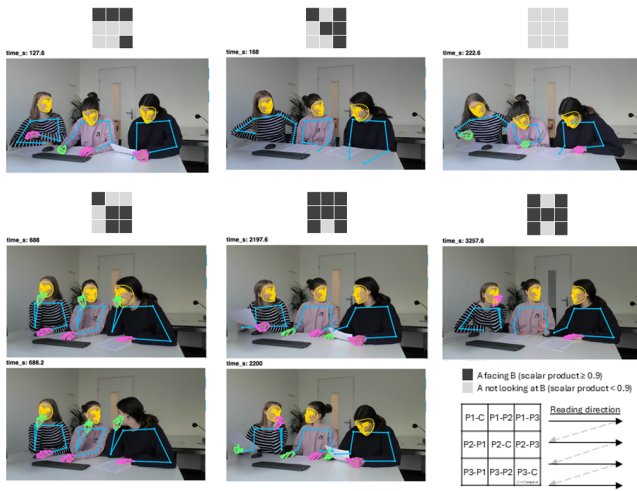 time_s: 127.6
time_s: 168
time_s: 222.6
time_s: 688
time_s: 2197.6
time_s: 3257.6
time_s: 688.2
time_s: 2200
A facing B (scalar product ≥ 0.9)
A not looking at B (scalar product < 0.9)
P1-C P1-P2 P1-P3
P2-P1 P2-C P2-P3
P3-P1 P3-P2 P3-C
Reading direction